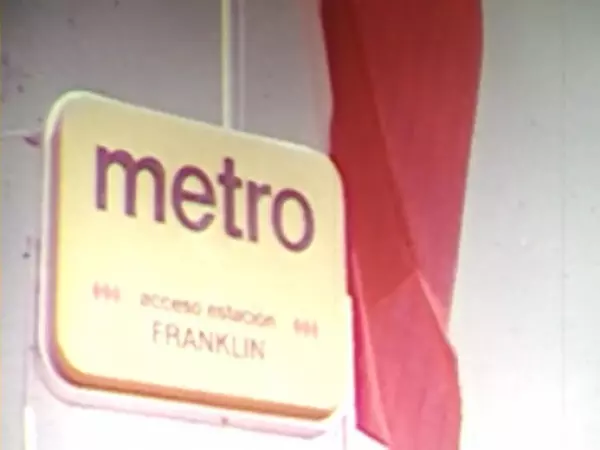 metro
acceso estación
FRANKLIN